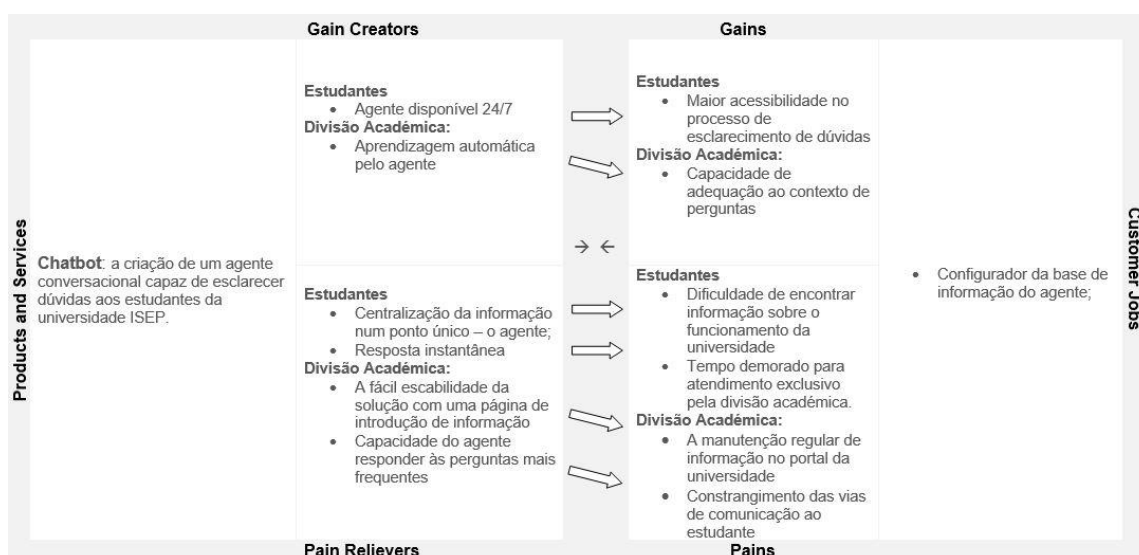 Gain Creators
Gains
Products and Services
Chatbot: a criação de um agente
conversacional capaz de esclarecer
dúvidas aos estudantes da
universidade ISEP.
Estudantes
• Agente disponível 24/7
Divisão Académica:
• Aprendizagem automática
pelo agente
Estudantes
• Maior acessibilidade no
processo de
esclarecimento de dúvidas
Divisão Académica:
• Capacidade de
adequação ao contexto de
perguntas
Estudantes
• Centralização da informação
num ponto único – o agente;
• Resposta instantânea
Divisão Académica:
• A fácil escabilidade da
solução com uma página de
introdução de informação
• Capacidade do agente
responder às perguntas mais
frequentes
Estudantes
• Dificuldade de encontrar
informação sobre o
funcionamento da
universidade
• Tempo demorado para
atendimento exclusivo
pela divisão académica.
Divisão Académica:
• A manutenção regular de
informação no portal da
universidade
• Constrangimento das vias
de comunicação ao
estudante
• Configurador da base de
informação do agente;
Customer Jobs
Pain Relievers
Pains